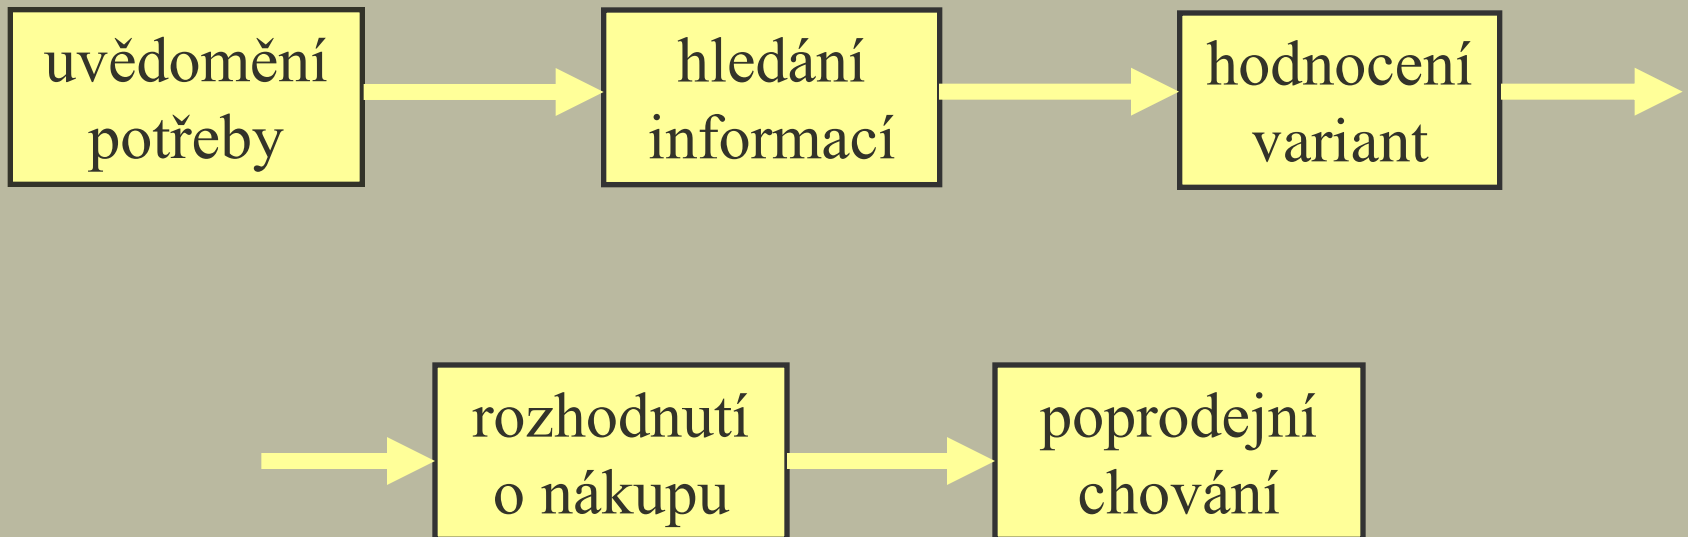 uvědomění
potřeby
hledání
informací
hodnocení
variant
rozhodnutí
o nákupu
poprodejní
chování